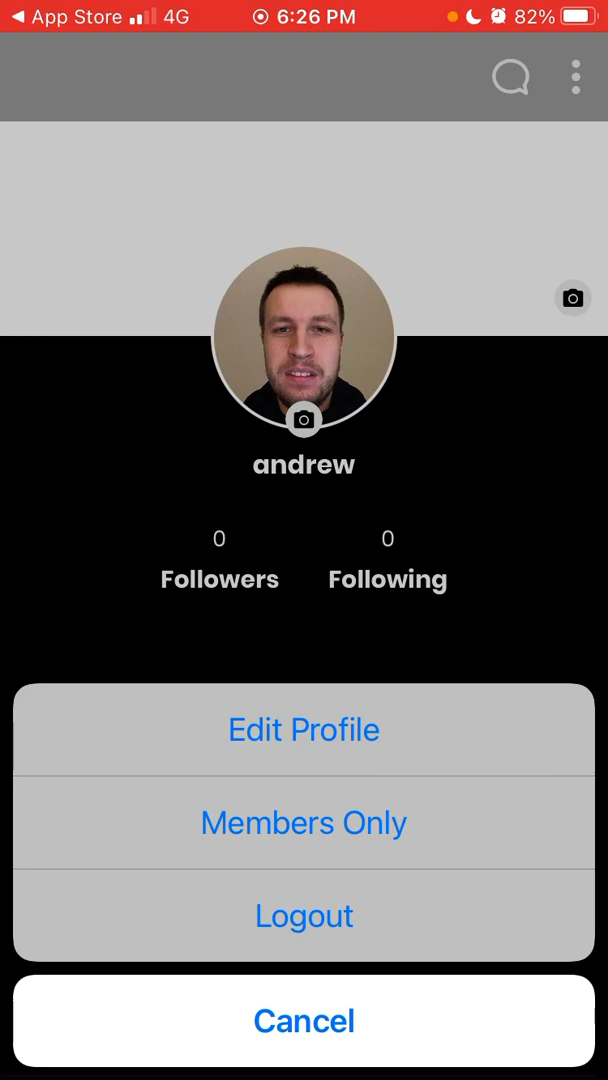 App Store 4G 6:26 PM 82%
andrew
0 0
Followers Following
Edit Profile
Members Only
Logout
Cancel